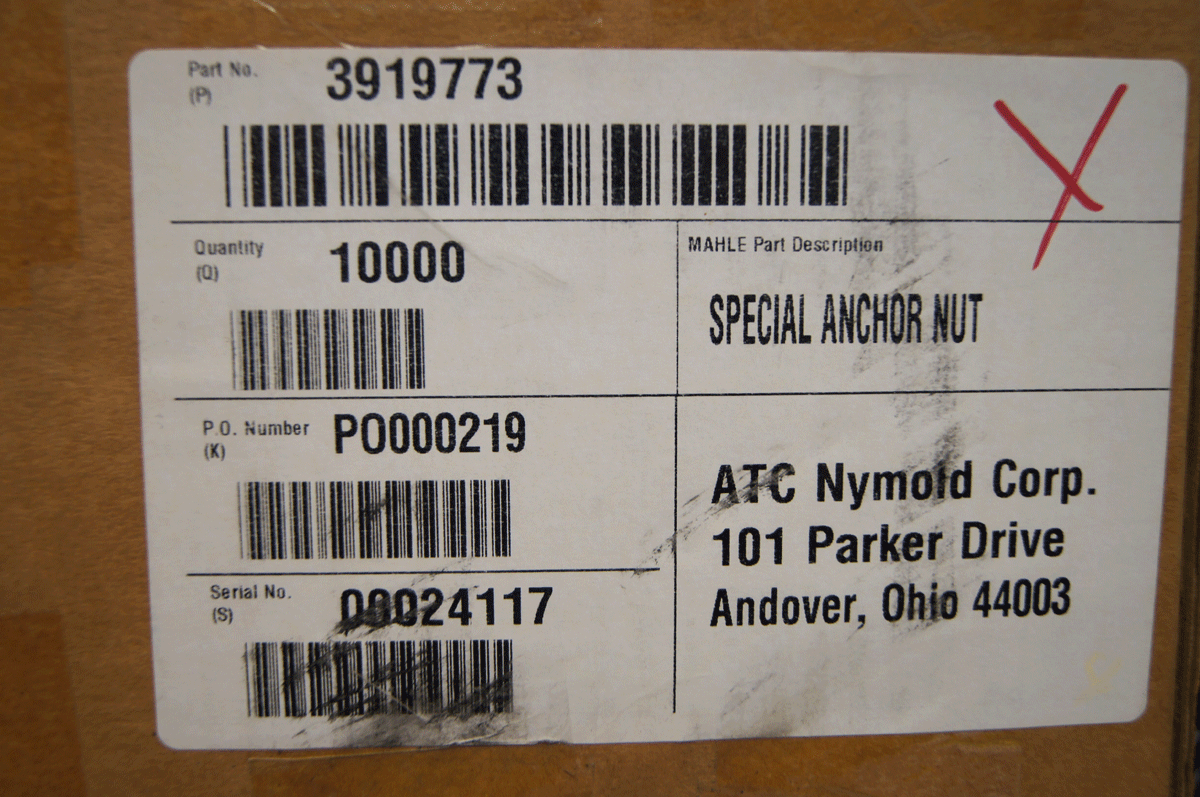 Part No. 3919773
(P)
Quantity 10000
(Q)
MAHLE Part Description
SPECIAL ANCHOR NUT
P.O. Number PO000219
(K)
ATC Nymold Corp.
101 Parker Drive
Andover, Ohio 44003
Serial No. 00024117
(S)